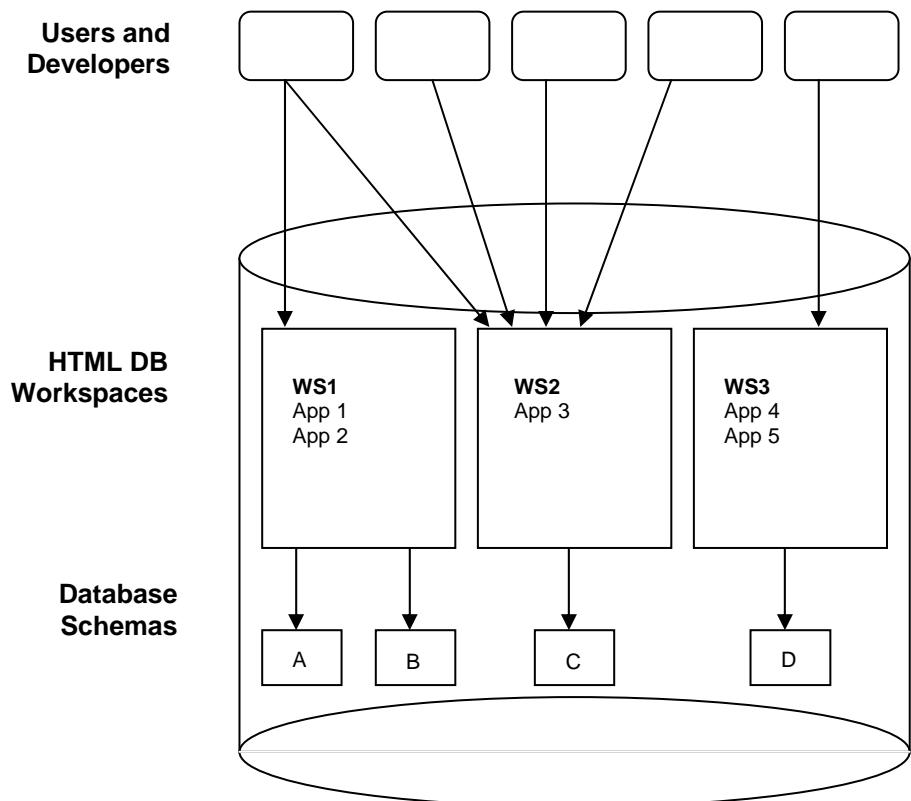 Users and
Developers
HTML DB
Workspaces
WS1
App 1
App 2
WS2
App 3
WS3
App 4
App 5
Database
Schemas
A
B
C
D